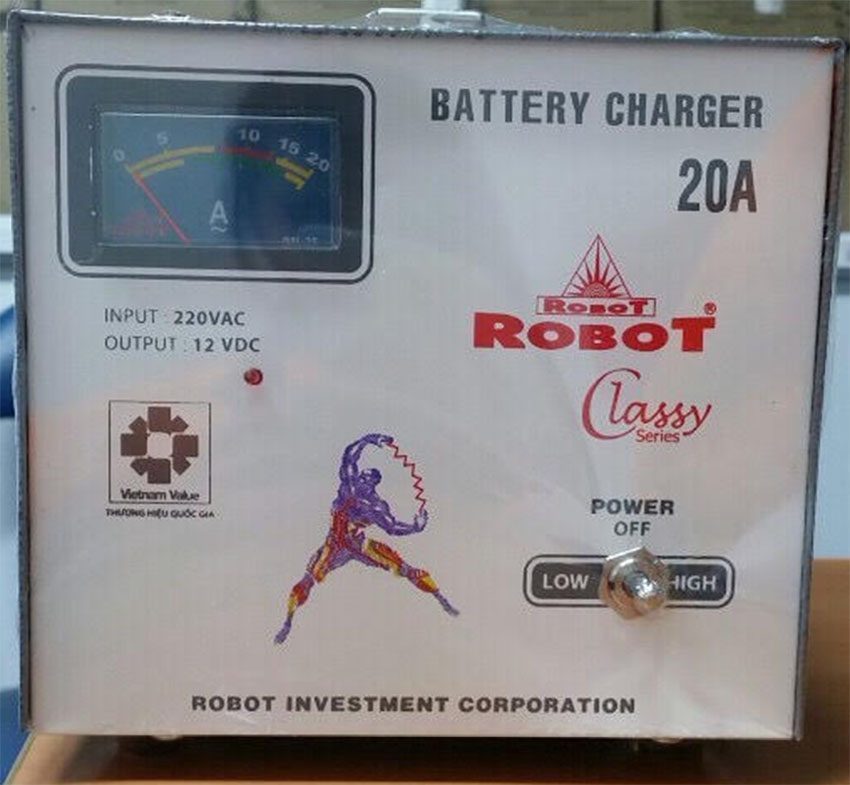 BATTERY CHARGER
20A
0 5 10 15 20
A
INPUT : 220VAC
OUTPUT : 12 VDC
ROBOT
ROBOT®
Classy
Series
Vietnam Value
THƯƠNG HIỆU QUỐC GIA
POWER
OFF
LOW HIGH
ROBOT INVESTMENT CORPORATION